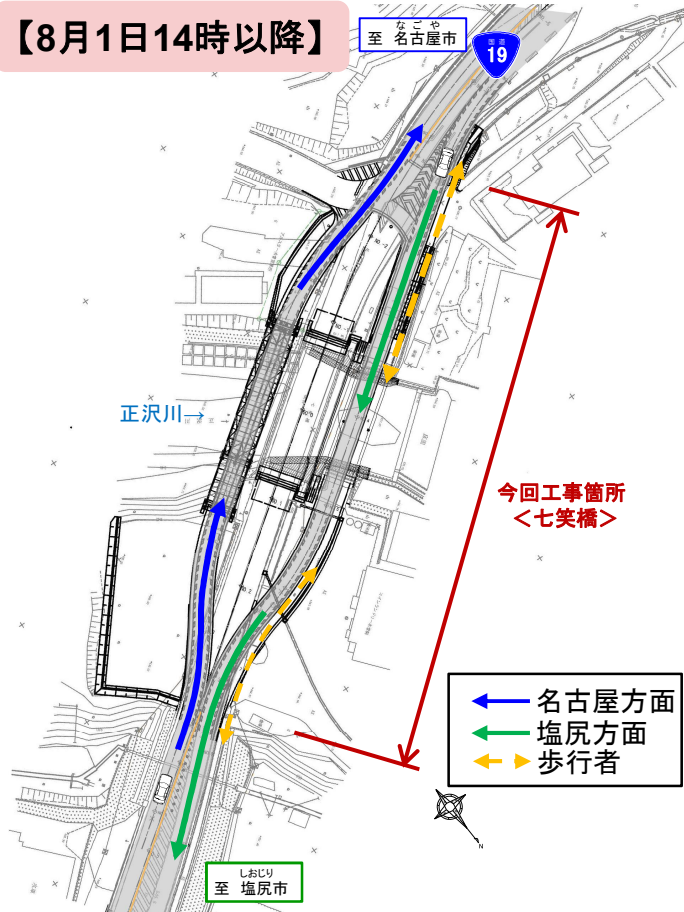 【8月1日14時以降】
なごや
至 名古屋市
国道
19
正沢川→
今回工事箇所
＜七笑橋＞
名古屋方面
塩尻方面
歩行者
N
しおじり
至 塩尻市